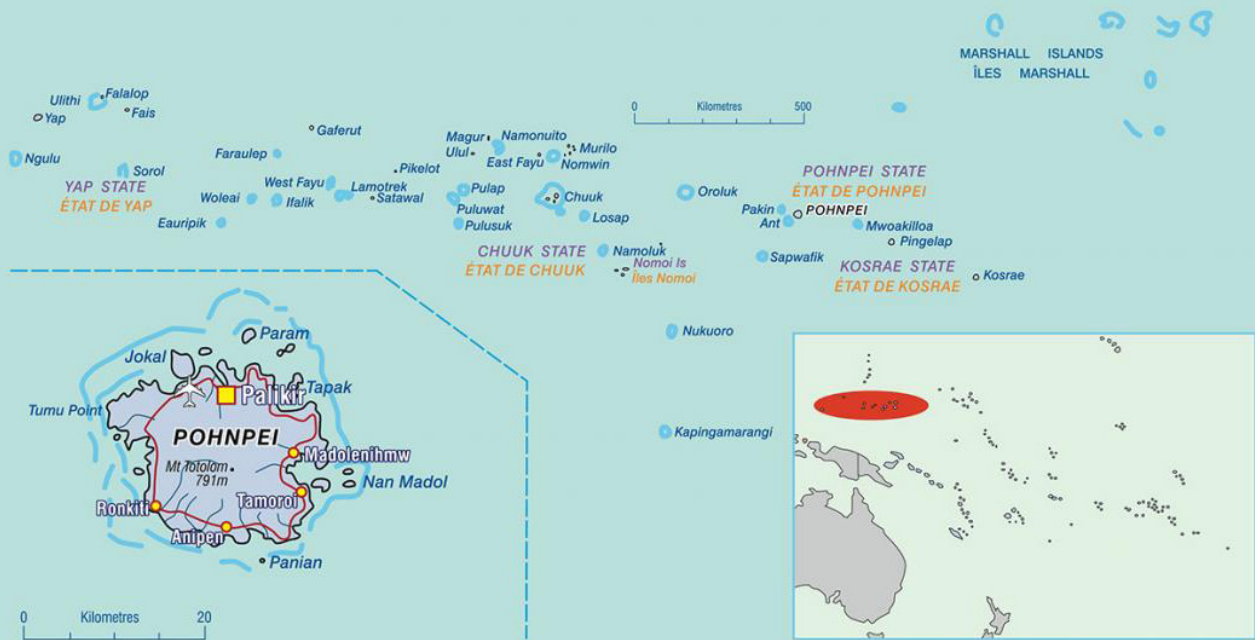 MARSHALL ISLANDS
ÎLES MARSHALL
0 Kilometres 500
Ulithi
Falalop
Fais
Yap
Gaferut
Ngulu
Sorol
Faraulep
YAP STATE
ÉTAT DE YAP
Woleai
West Fayu
Ifalik
Lamotrek
Satawal
Pikelot
Eauripik
Magur
Namonuito
Ulul
East Fayu
Murilo
Nomwin
Pulap
Puluwat
Pulusuk
Chuuk
Losap
CHUUK STATE
ÉTAT DE CHUUK
Namoluk
Nomoi Is
Îles Nomoi
Oroluk
POHNPEI STATE
ÉTAT DE POHNPEI
Pakin
POHNPEI
Ant
Mwoakilloa
Pingelap
Sapwafik
KOSRAE STATE
ÉTAT DE KOSRAE
Kosrae
Nukuoro
Kapingamarangi
Param
Jokal
Tapak
Palikir
Tumu Point
POHNPEI
Mt Totolom
791m
Madolenihmw
Nan Madol
Tamoroi
Ronkiti
Anipen
Panian
0 Kilometres 20